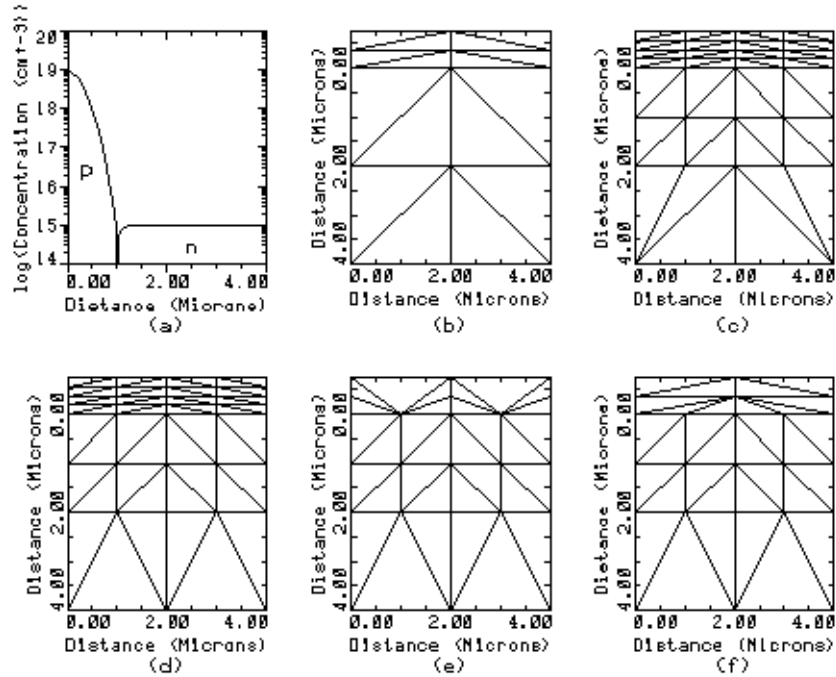 log(Concentration (cm^-3))
20
19
18
17
16
15
14
P
n
0.00 2.00 4.00
Distance (Microns)
(a)
Distance (Microns)
0.00
2.00
4.00
0.00 2.00 4.00
Distance (Microns)
(b)
Distance (Microns)
0.00
2.00
4.00
0.00 2.00 4.00
Distance (Microns)
(c)
Distance (Microns)
0.00
2.00
4.00
0.00 2.00 4.00
Distance (Microns)
(d)
Distance (Microns)
0.00
2.00
4.00
0.00 2.00 4.00
Distance (Microns)
(e)
Distance (Microns)
0.00
2.00
4.00
0.00 2.00 4.00
Distance (Microns)
(f)